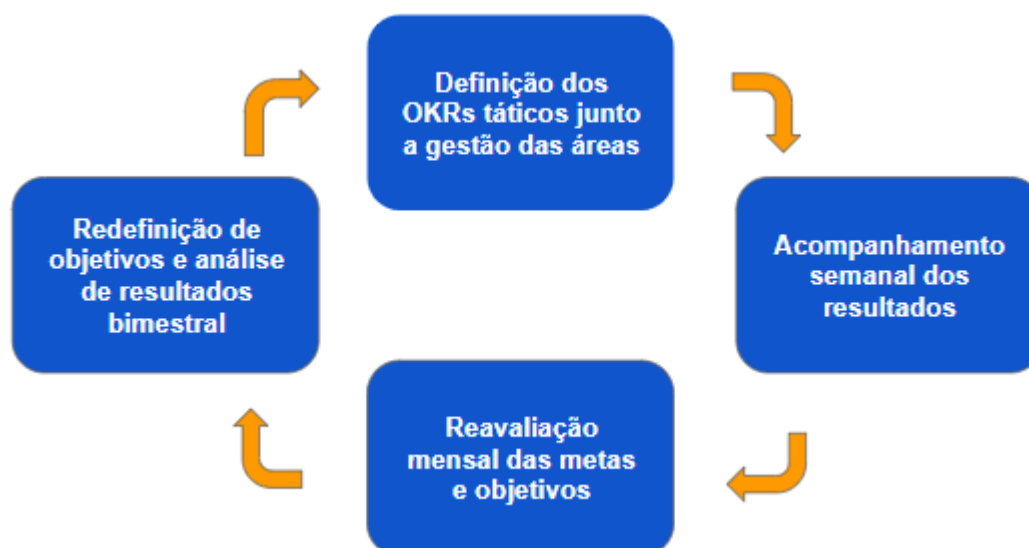 Definição dos
OKRs táticos junto
a gestão das áreas
Acompanhamento
semanal dos
resultados
Reavaliação
mensal das metas
e objetivos
Redefinição de
objetivos e análise
de resultados
bimestral